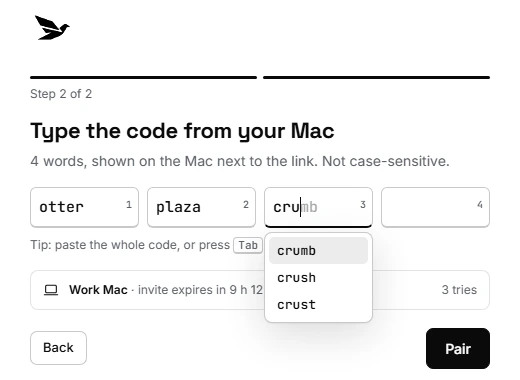 Step 2 of 2
Type the code from your Mac
4 words, shown on the Mac next to the link. Not case-sensitive.
otter 1 plaza 2 crumb 3 4
Tip: paste the whole code, or press Tab
crumb
crush
crust
Work Mac · invite expires in 9 h 12 3 tries
Back Pair